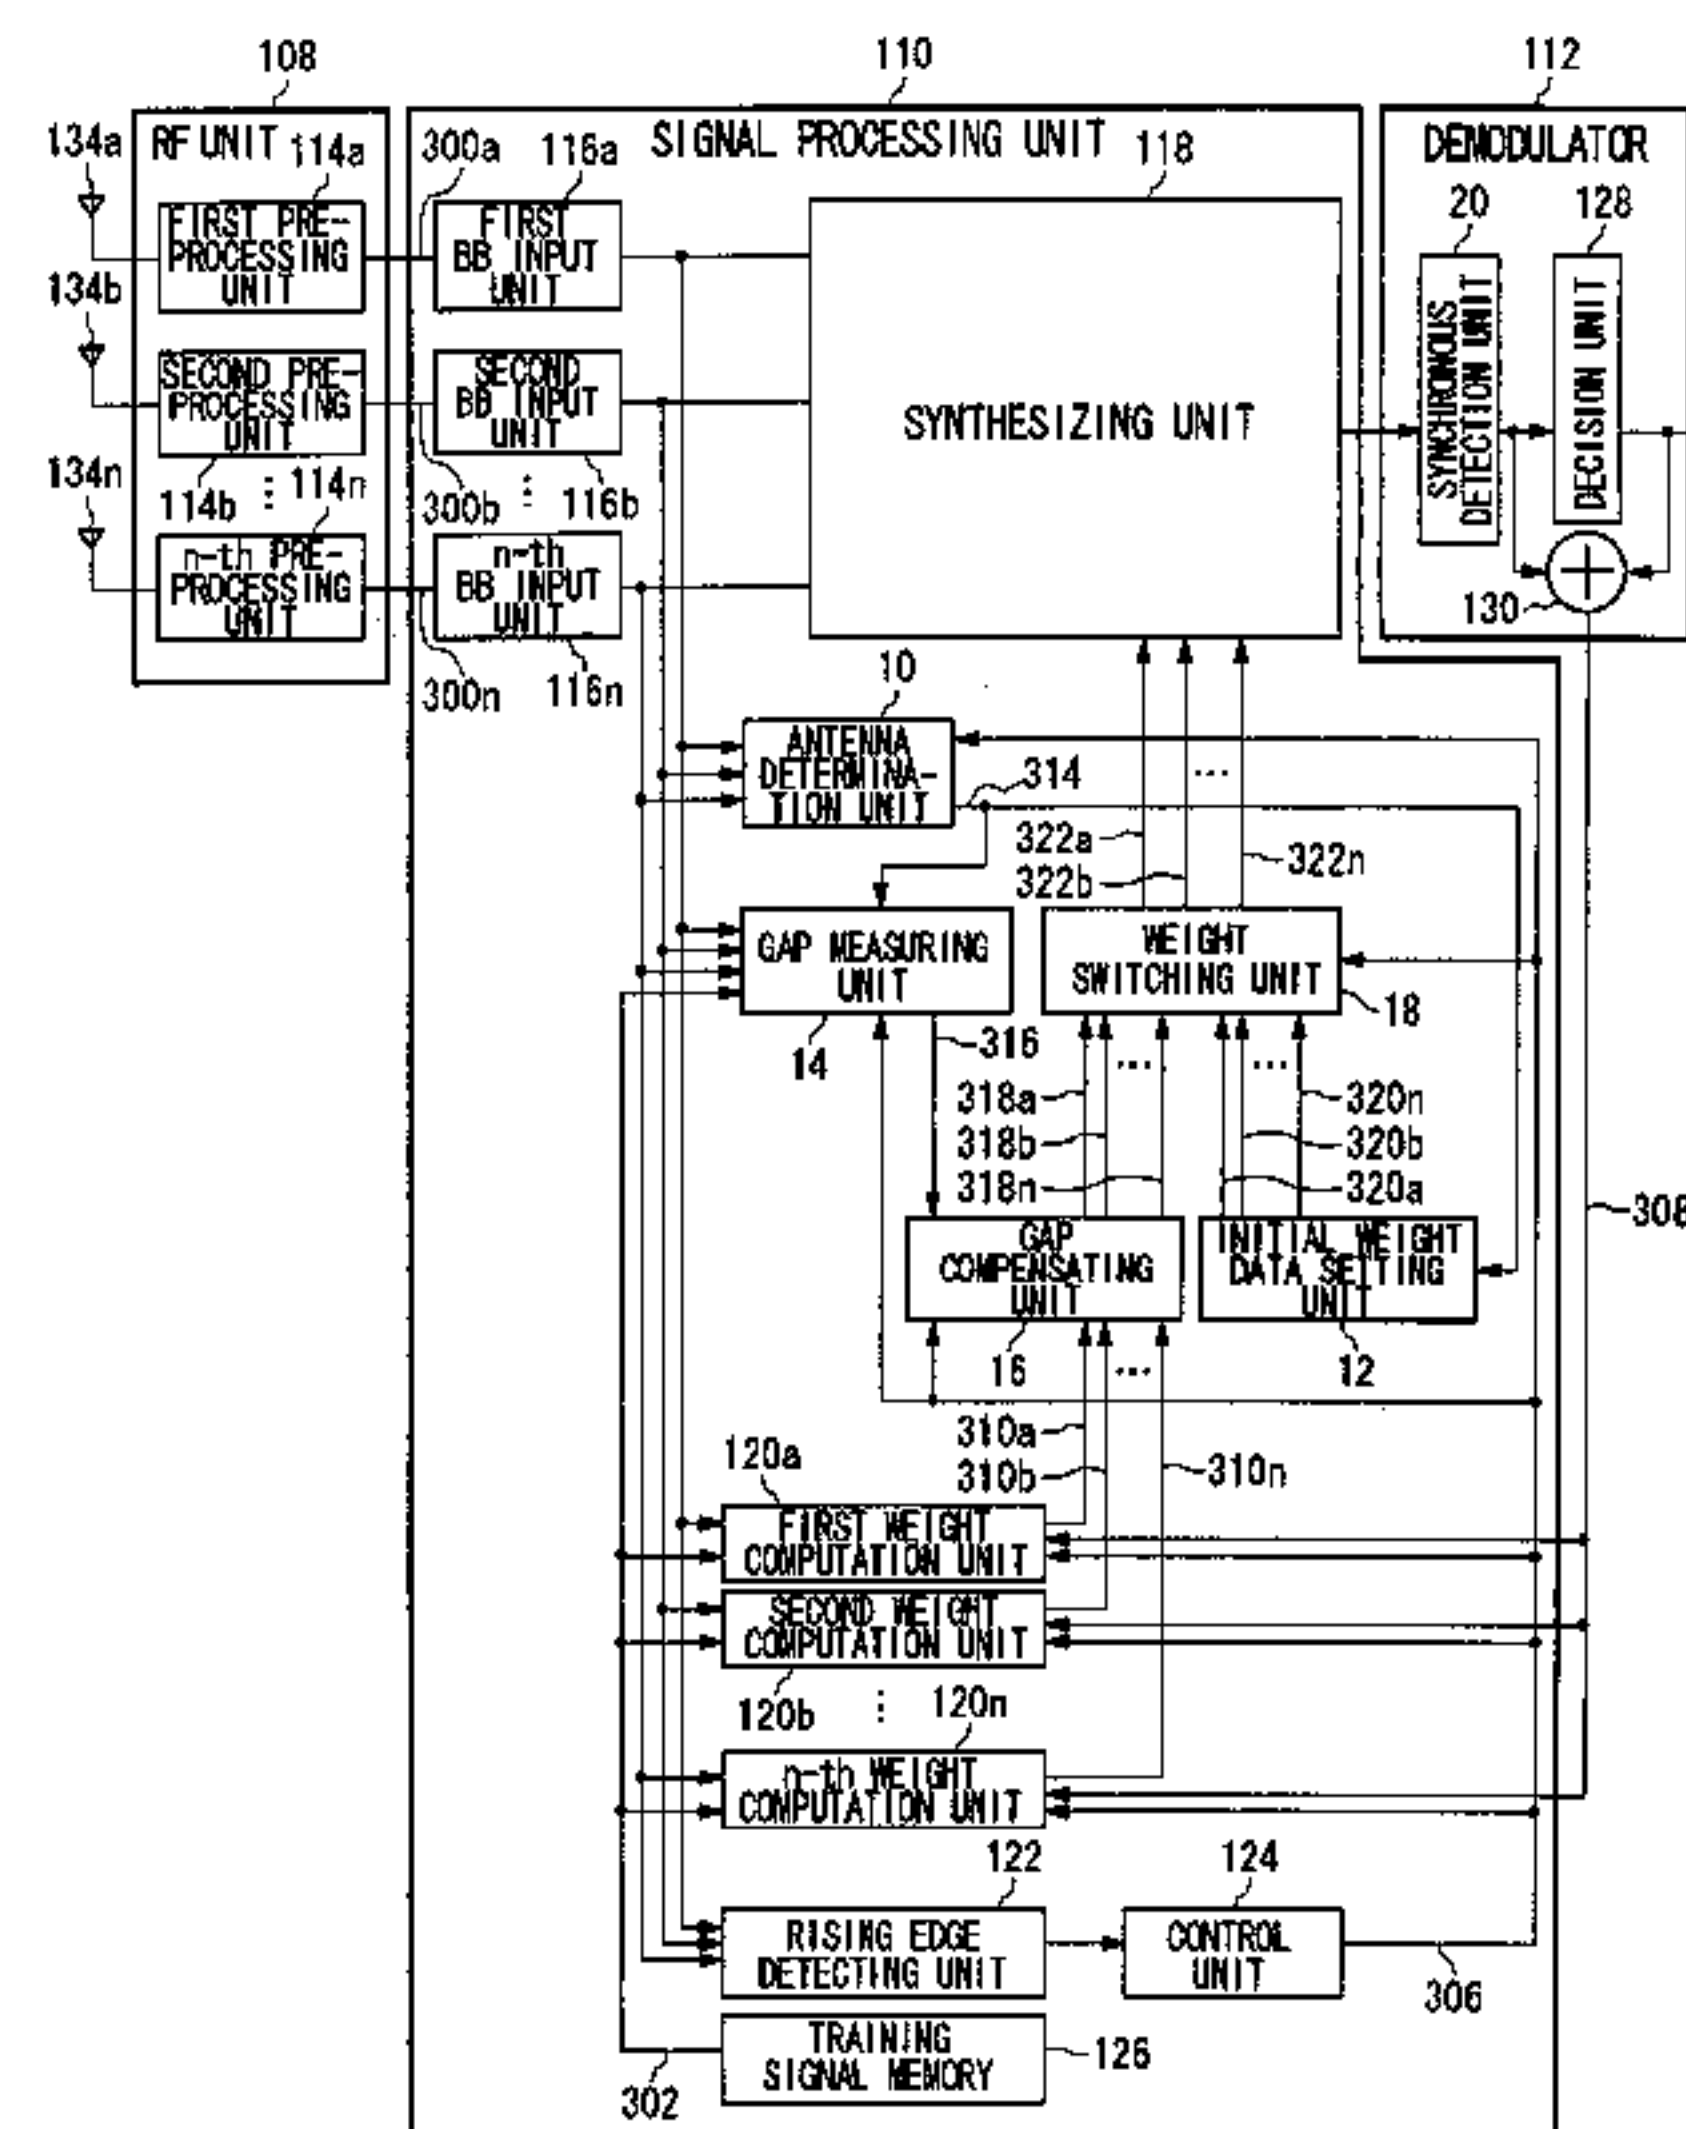 108
110
112
134a
RF UNIT
114a
300a
116a
SIGNAL PROCESSING UNIT
118
DEMODULATOR
FIRST PRE-
PROCESSING
UNIT
FIRST
BB INPUT
UNIT
20
128
134b
SECOND PRE-
PROCESSING
UNIT
SECOND
BB INPUT
UNIT
SYNTHESIZING UNIT
SYNCHRONOUS
DETECTION UNIT
DECISION UNIT
134n
114b
⋮
114n
300b
⋮
116b
n-th PRE-
PROCESSING
UNIT
n-th
BB INPUT
UNIT
130
300n
116n
10
ANTENNA
DETERMINA-
TION UNIT
314
...
322a
322b
322n
GAP MEASURING
UNIT
WEIGHT
SWITCHING UNIT
14
316
18
...
...
318a
320n
318b
320b
318n
320a
308
GAP
COMPENSATING
UNIT
INITIAL WEIGHT
DATA SETTING
UNIT
16
...
12
310a
310b
310n
120a
FIRST WEIGHT
COMPUTATION UNIT
SECOND WEIGHT
COMPUTATION UNIT
120b
⋮
120n
n-th WEIGHT
COMPUTATION UNIT
122
124
RISING EDGE
DETECTING UNIT
CONTROL
UNIT
306
TRAINING
SIGNAL MEMORY
126
302